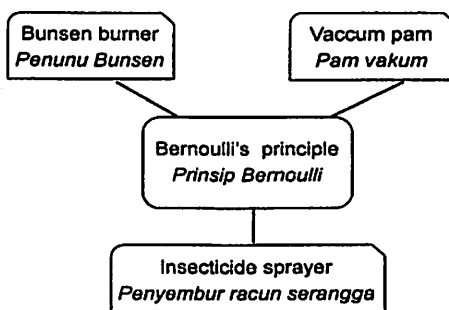 Bunsen burner
Penunu Bunsen
Vaccum pam
Pam vakum
Bernoulli's principle
Prinsip Bernoulli
Insecticide sprayer
Penyembur racun serangga